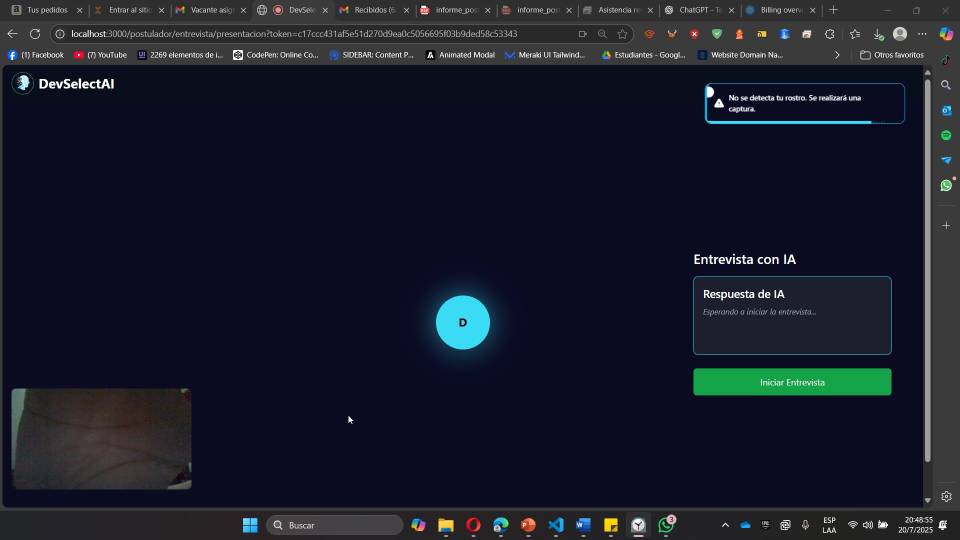 Tus pedidos
Entrar al sitio
Vacante asig
DevSele
Recibidos (6
informe_pos
informe_pos
Asistencia re
ChatGPT - Te
Billing overv
localhost:3000/postulador/entrevista/presentacion?token=c17ccc431af5e51d270d9ea0c5056695f03b9ded58c53343
(1) Facebook
(7) YouTube
2269 elementos de i...
CodePen: Online Co...
SIDEBAR: Content P...
Animated Modal
Meraki UI Tailwind...
Estudiantes - Googl...
Website Domain Na...
Otros favoritos
DevSelectAI
No se detecta tu rostro. Se realizará una
captura.
Entrevista con IA
Respuesta de IA
Esperando a iniciar la entrevista...
D
Iniciar Entrevista
Buscar
ESP
LAA
20:48:55
20/7/2025